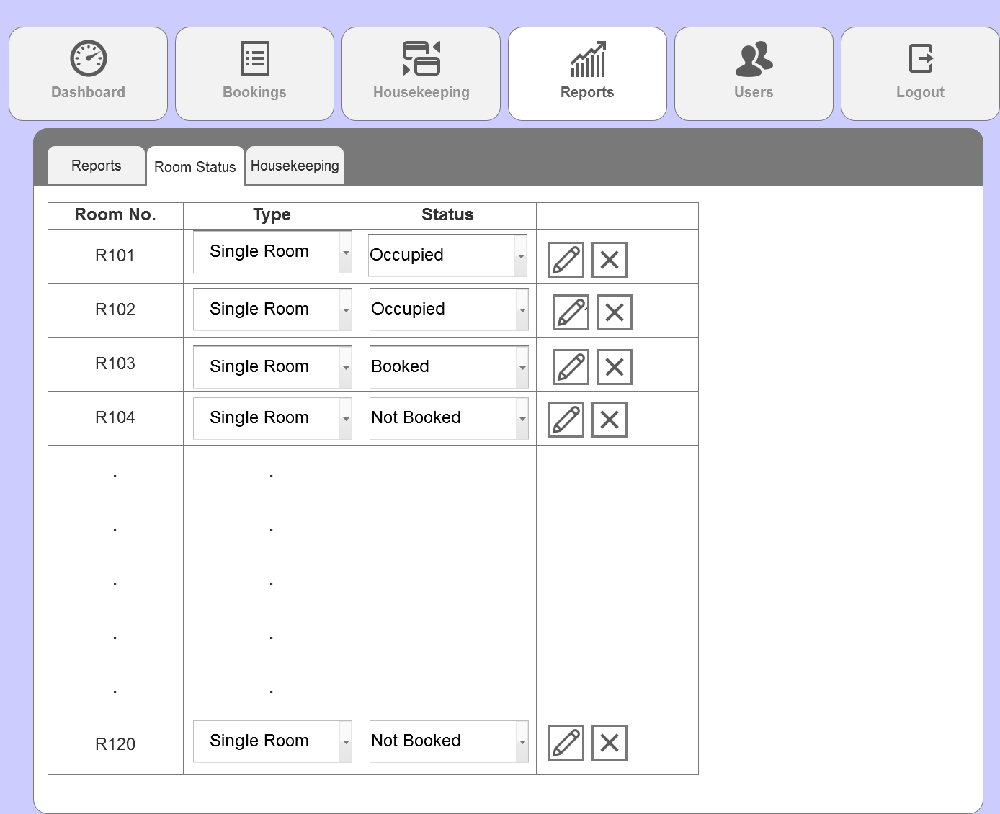 Dashboard Bookings Housekeeping Reports Users Logout
Reports Room Status Housekeeping
Room No. Type Status
R101 Single Room Occupied
R102 Single Room Occupied
R103 Single Room Booked
R104 Single Room Not Booked
. .
. .
. .
. .
. .
R120 Single Room Not Booked